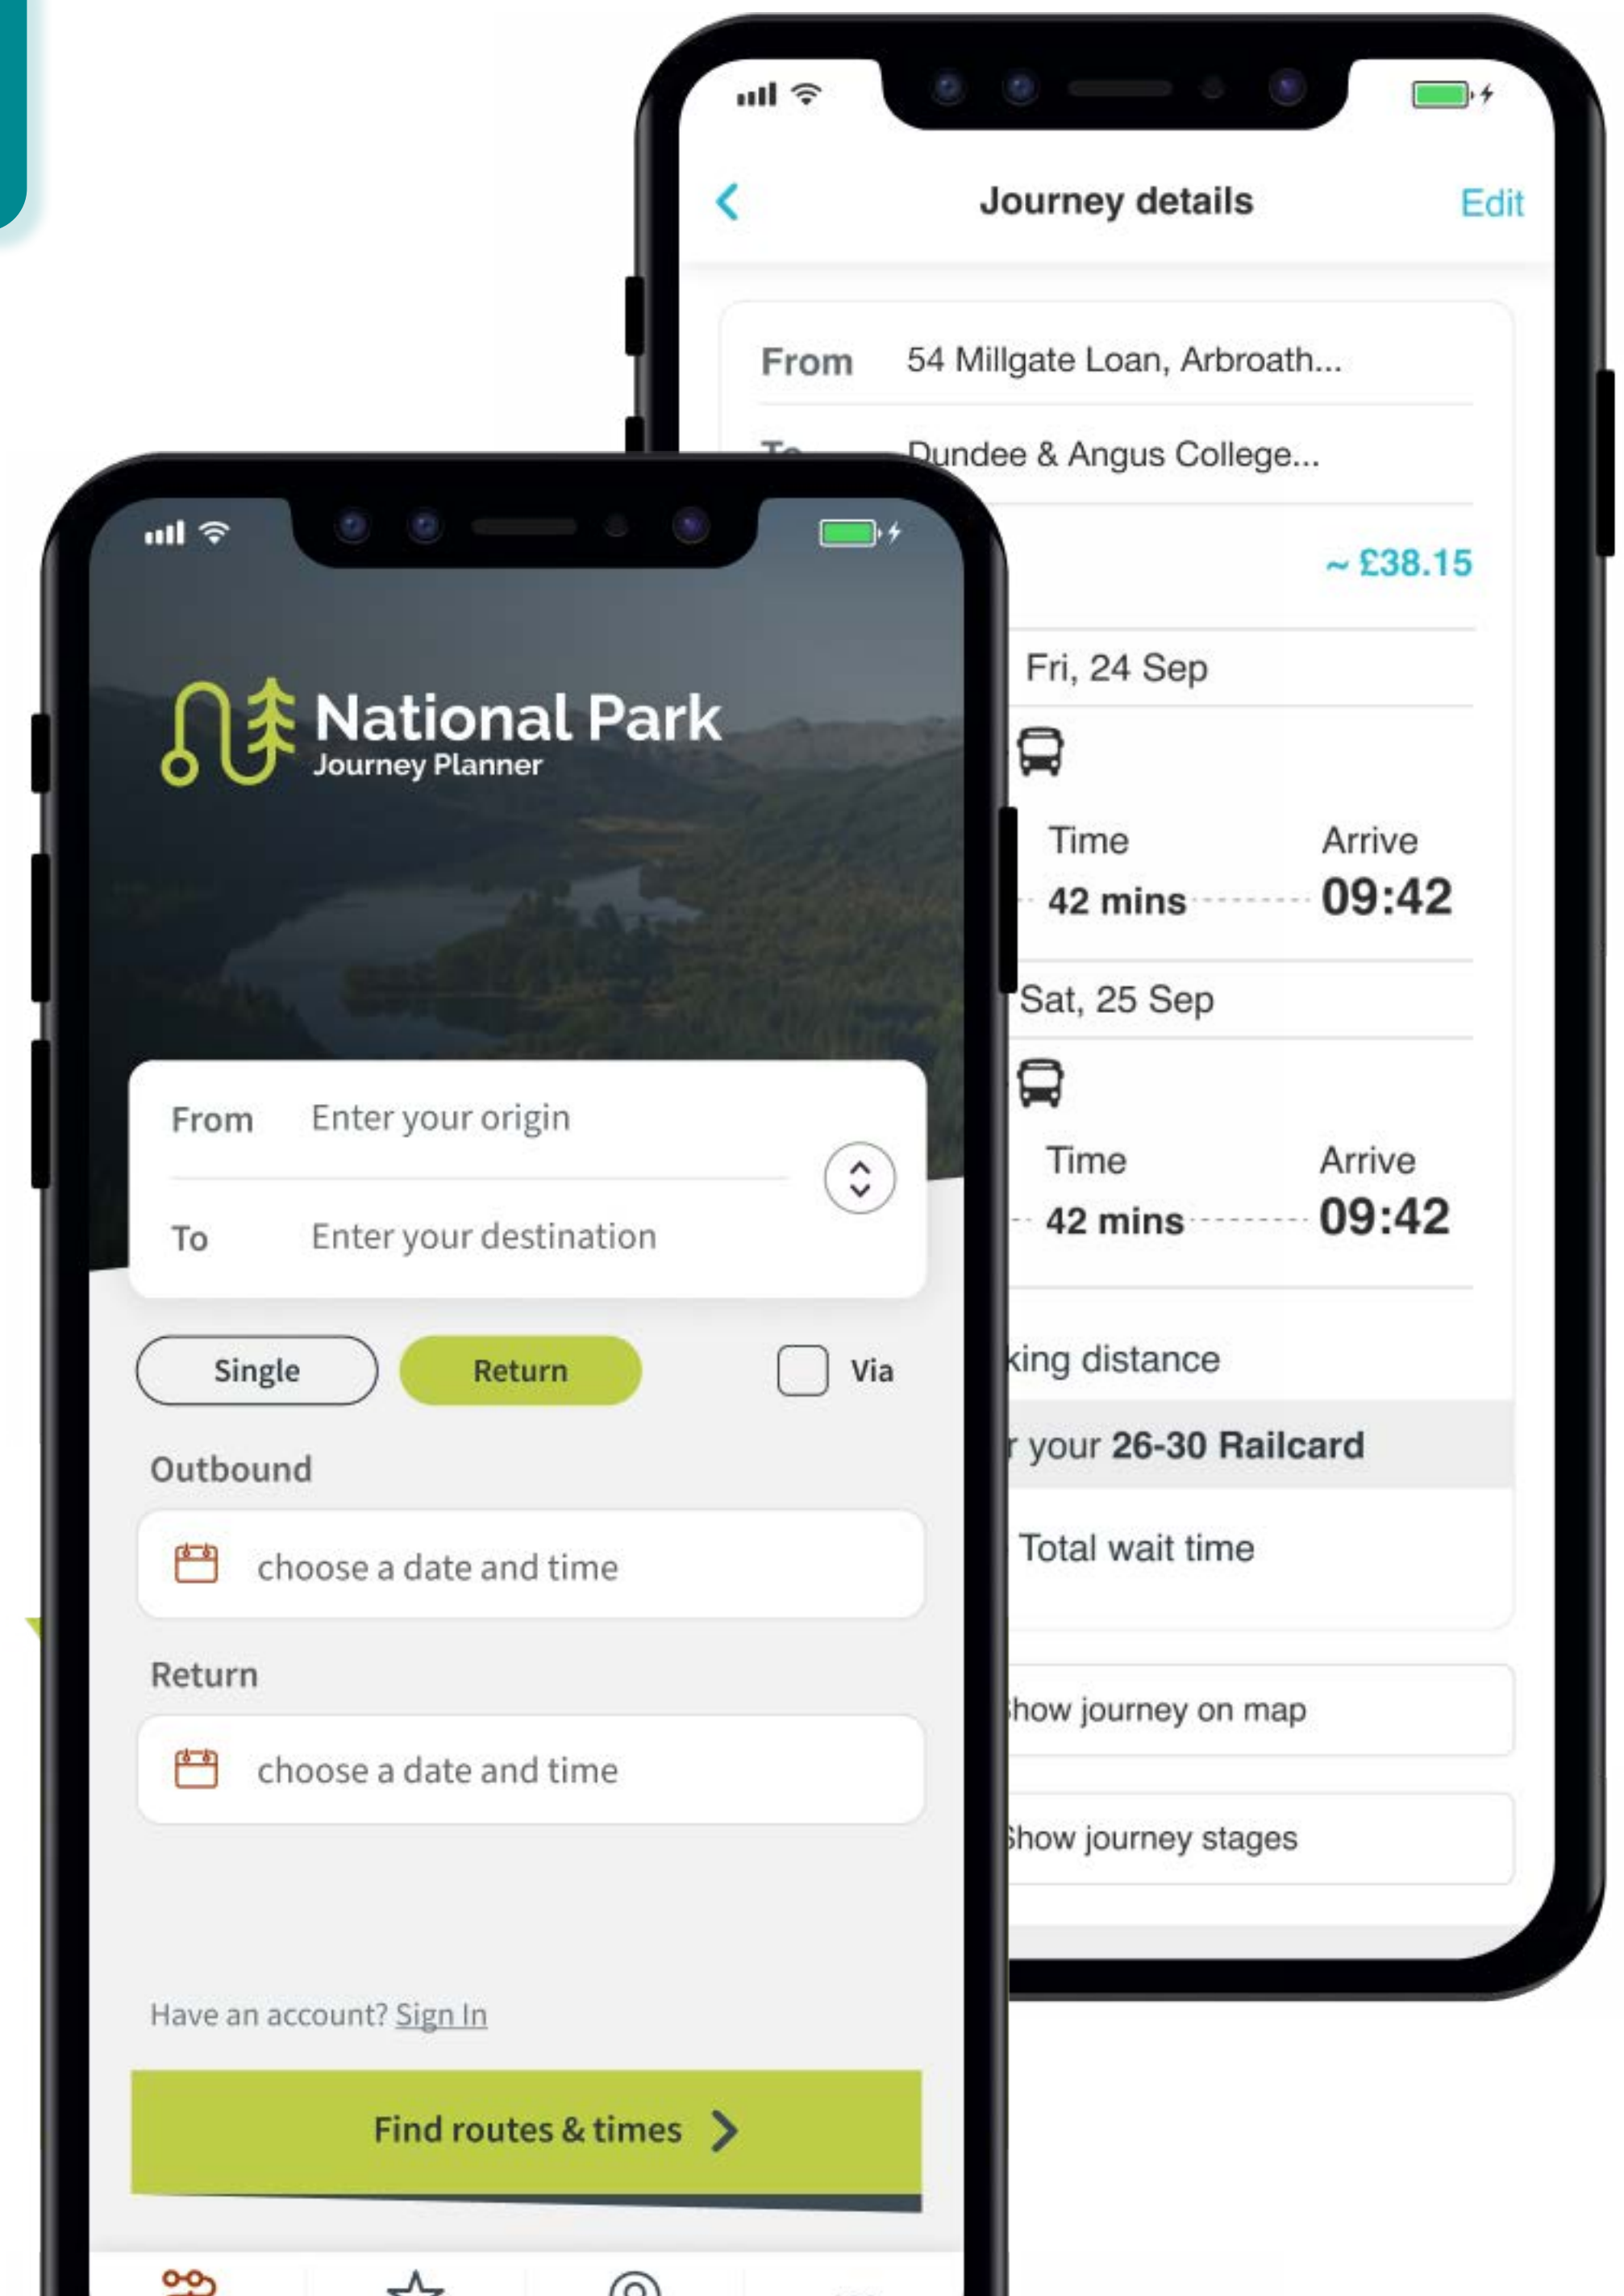 Journey details
Edit
From 54 Millgate Loan, Arbroath...
Dundee & Angus College...
~ £38.15
Fri, 24 Sep
Time Arrive
42 mins 09:42
Sat, 25 Sep
Time Arrive
42 mins 09:42
distance
your 26-30 Railcard
Total wait time
journey on map
journey stages
National Park
Journey Planner
From Enter your origin
To Enter your destination
Single Return Via
Outbound
choose a date and time
Return
choose a date and time
Have an account? Sign In
Find routes & times